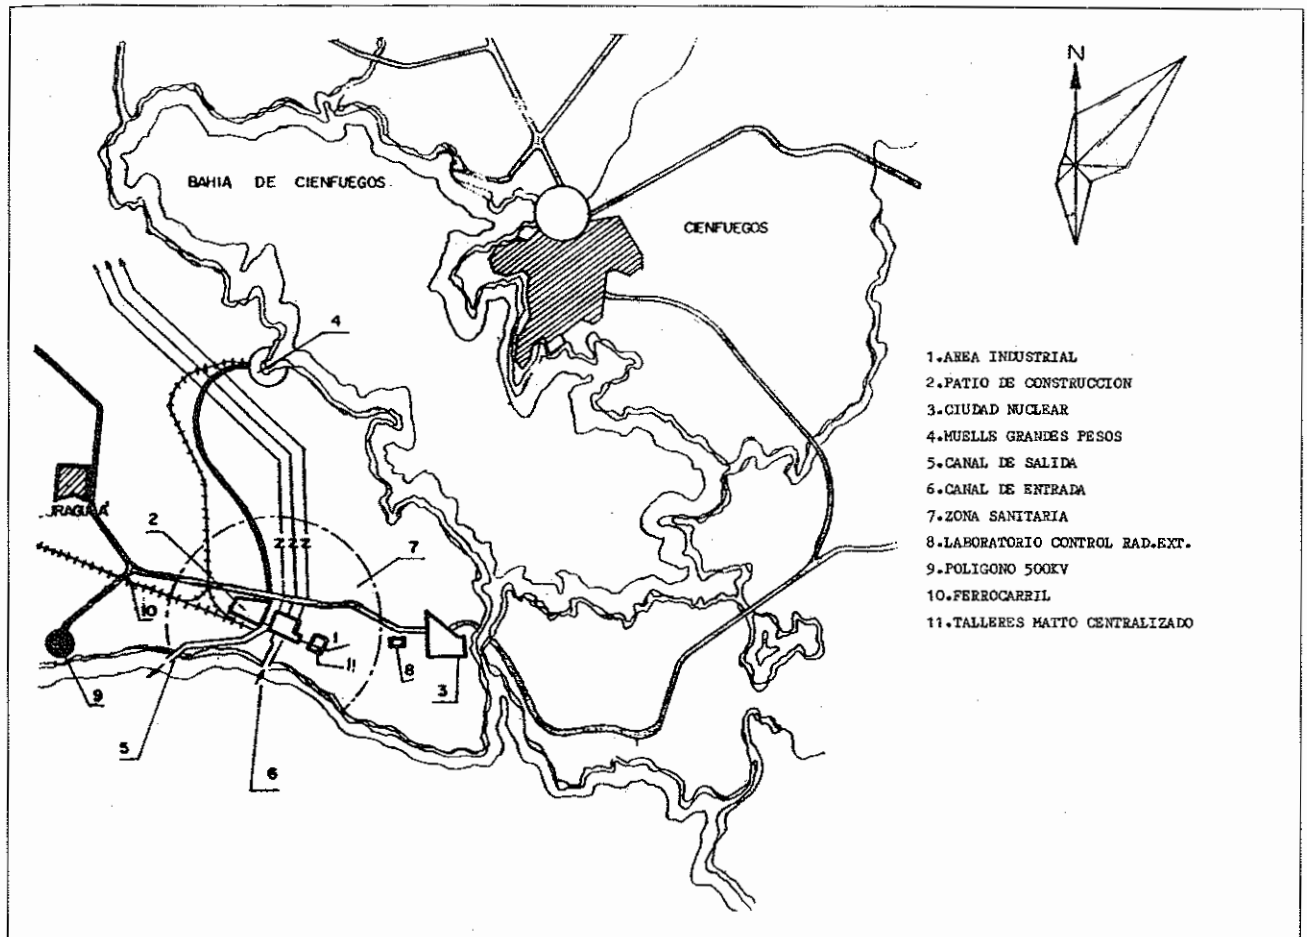 N
BAHIA DE CIENFUEGOS
CIENFUEGOS
4
1.AREA INDUSTRIAL
2.PATIO DE CONSTRUCCION
3.CIUDAD NUCLEAR
4.MUELLE GRANDES PESOS
5.CANAL DE SALIDA
6.CANAL DE ENTRADA
7.ZONA SANITARIA
8.LABORATORIO CONTROL RAD.EXT.
9.POLIGONO 500KV
10.FERROCARRIL
11.TALLERES MATTO CENTRALIZADO
JRAGUÁ
2
7
10
1
11
8
3
9
5
6